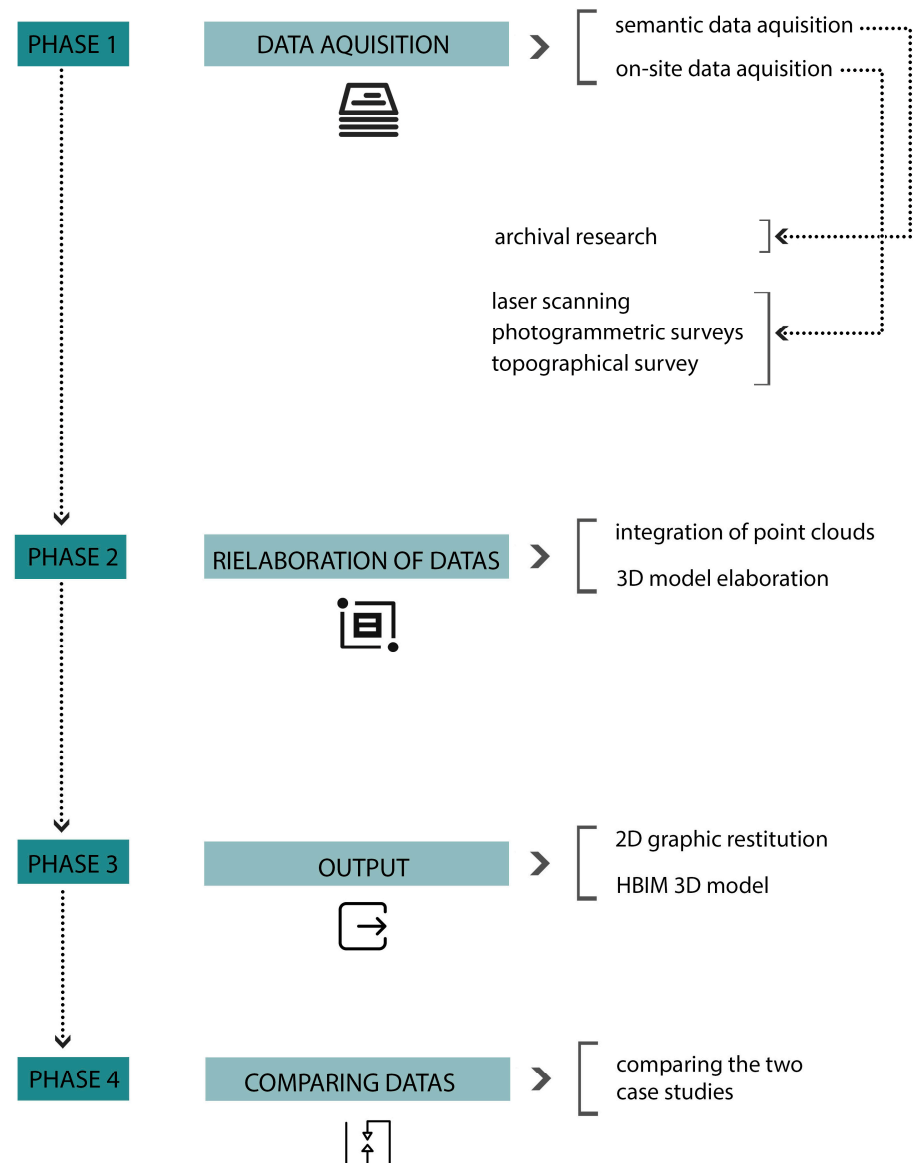 PHASE 1
DATA AQUISITION
semantic data aquisition
on-site data aquisition
archival research
laser scanning
photogrammetric surveys
topographical survey
PHASE 2
RIELABORATION OF DATAS
integration of point clouds
3D model elaboration
PHASE 3
OUTPUT
2D graphic restitution
HBIM 3D model
PHASE 4
COMPARING DATAS
comparing the two
case studies